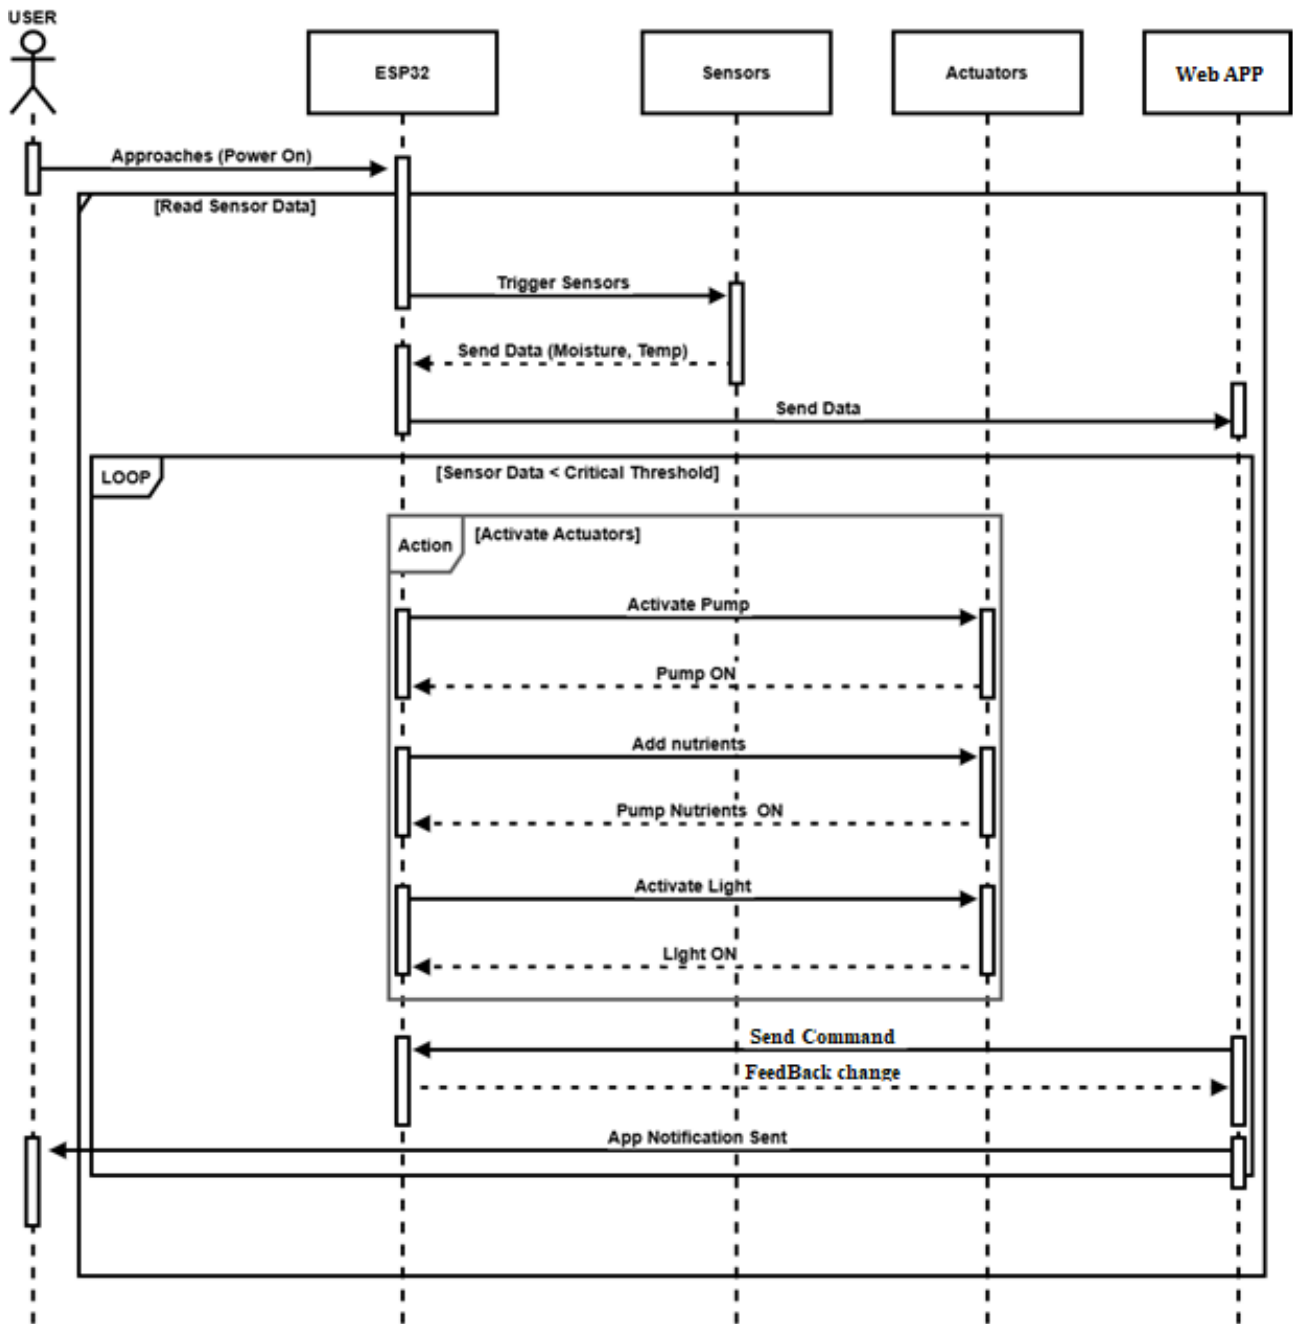 USER
ESP32
Sensors
Actuators
Web APP
Approaches (Power On)
[Read Sensor Data]
Trigger Sensors
Send Data (Moisture, Temp)
Send Data
LOOP
[Sensor Data < Critical Threshold]
Action
[Activate Actuators]
Activate Pump
Pump ON
Add nutrients
Pump Nutrients ON
Activate Light
Light ON
Send Command
FeedBack change
App Notification Sent